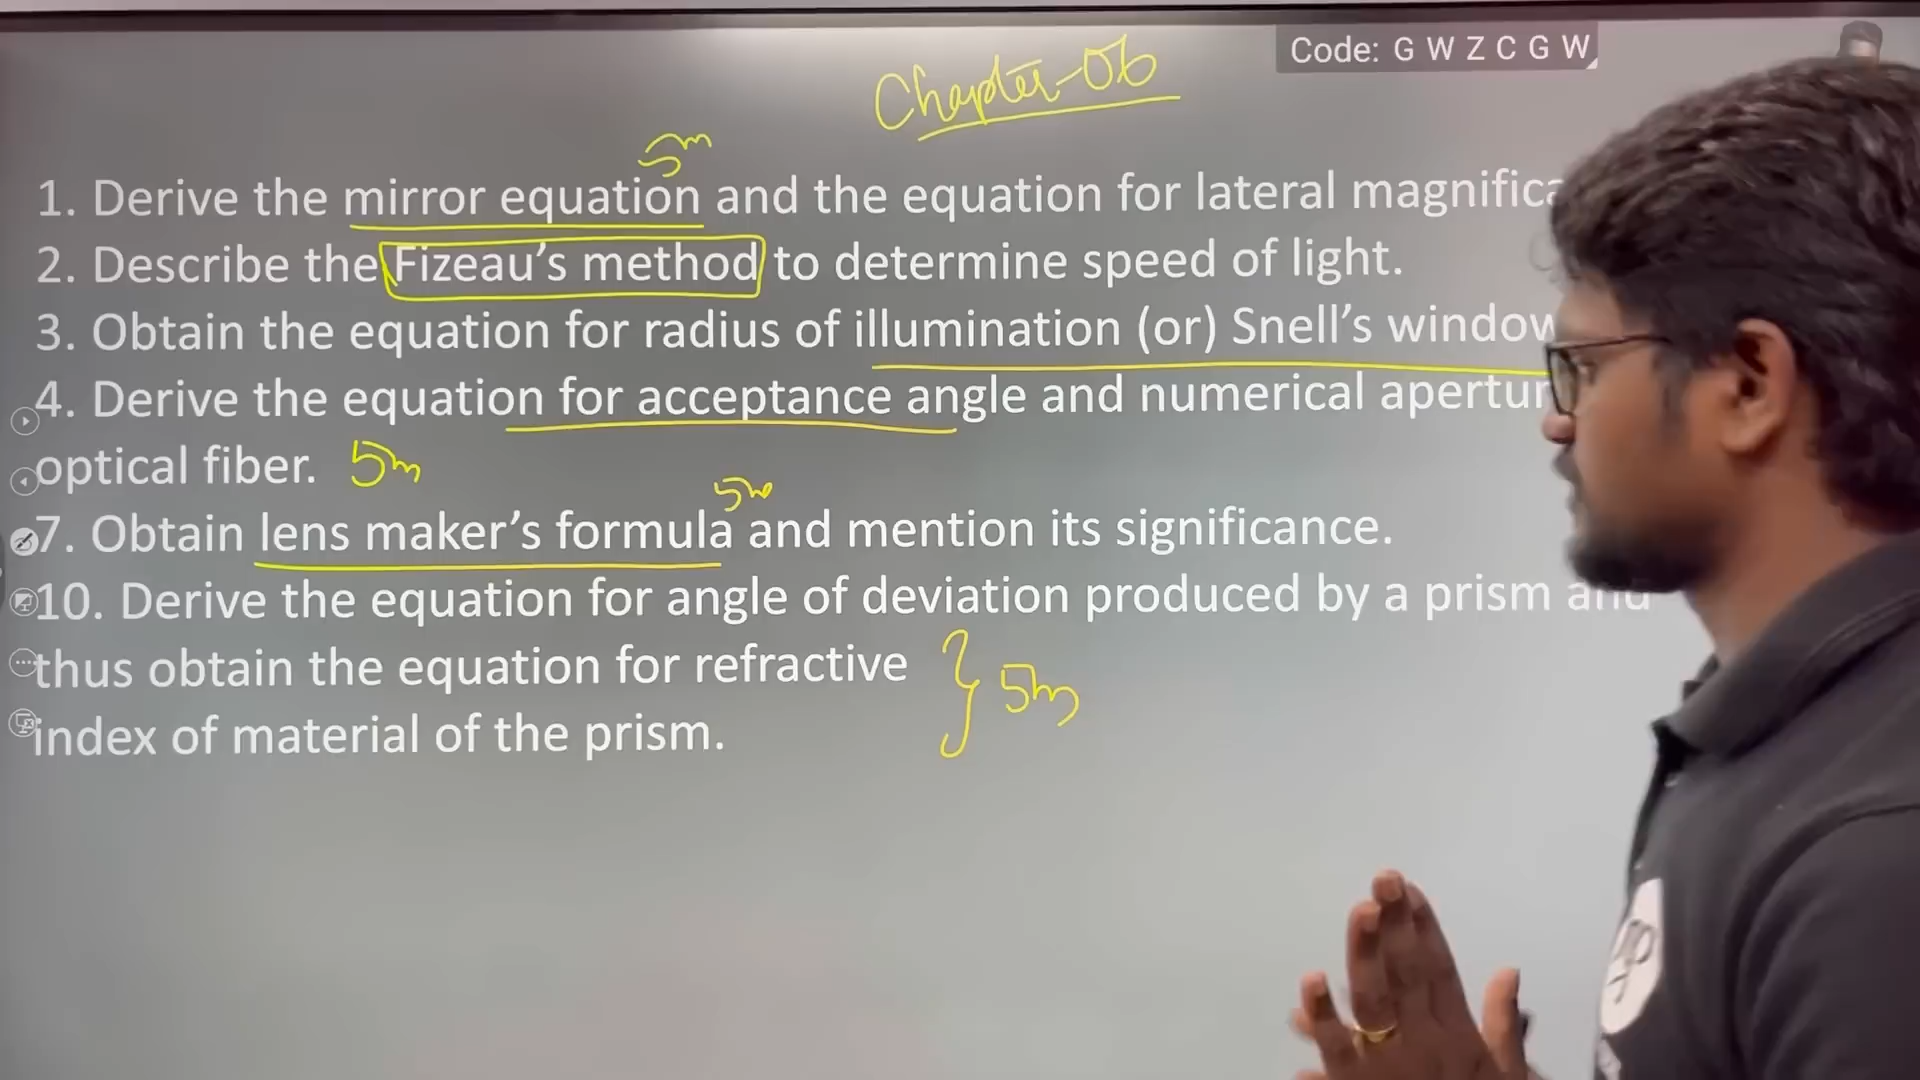 Code: G W Z C G W
Chapter-06
5m
1. Derive the mirror equation and the equation for lateral
2. Describe the Fizeau's method to determine speed of light.
3. Obtain the equation for radius of illumination (or) Snell's window
4. Derive the equation for acceptance angle and numerical
optical fiber. 5m
5m
7. Obtain lens maker's formula and mention its significance.
10. Derive the equation for angle of deviation produced by a prism and
thus obtain the equation for refractive
5m
index of material of the prism.